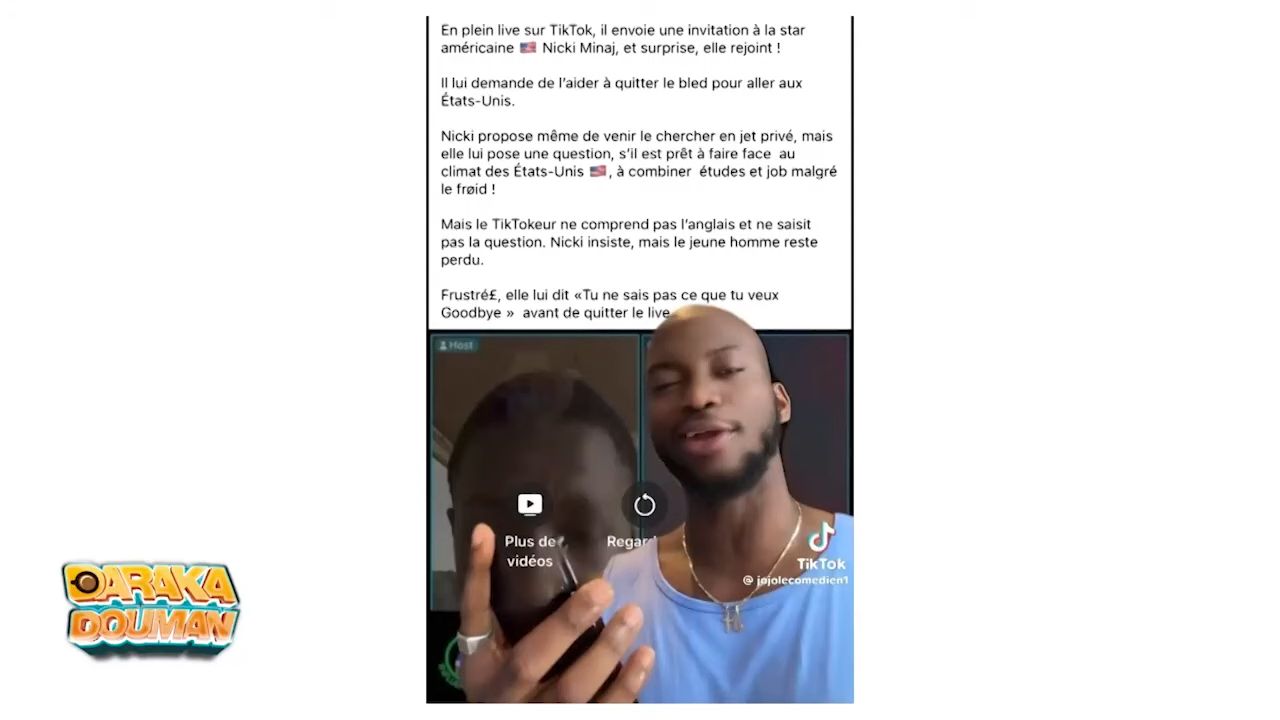 En plein live sur TikTok, il envoie une invitation à la star
américaine 🇺🇸 Nicki Minaj, et surprise, elle rejoint !
Il lui demande de l’aider à quitter le bled pour aller aux
États-Unis.
Nicki propose même de venir le chercher en jet privé, mais
elle lui pose une question, s’il est prêt à faire face au
climat des États-Unis 🇺🇸, à combiner études et job malgré
le frøid !
Mais le TikTokeur ne comprend pas l’anglais et ne saisit
pas la question. Nicki insiste, mais le jeune homme reste
perdu.
Frustré£, elle lui dit «Tu ne sais pas ce que tu veux
Goodbye » avant de quitter le live
Host
Plus de
vidéos
TikTok
@ jojolecomedien1
DARAKA
DOUMAN